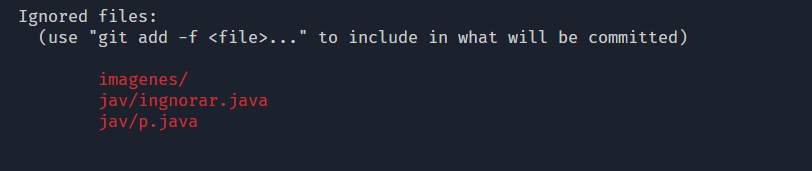 Ignored files:
(use "git add -f <file>..." to include in what will be committed)
imagenes/
jav/ingnorar.java
jav/p.java